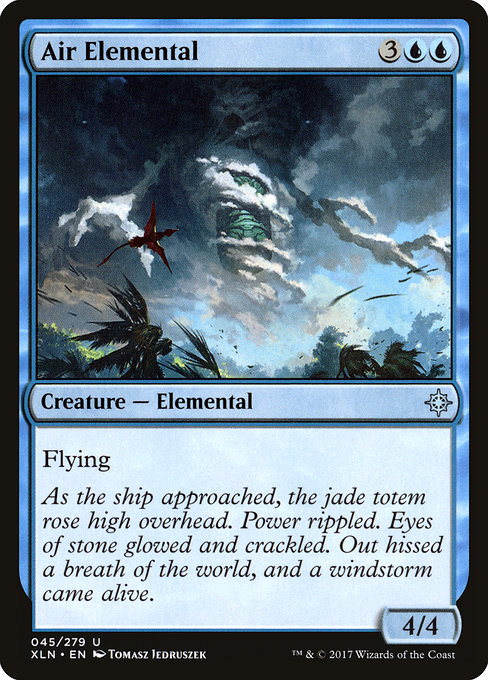 Air Elemental 3
Creature — Elemental
Flying
As the ship approached, the jade totem
rose high overhead. Power rippled. Eyes
of stone glowed and crackled. Out hissed
a breath of the world, and a windstorm
came alive.
4/4
045/279 U
XLN • EN Tomasz Jedruszek
™ & © 2017 Wizards of the Coast